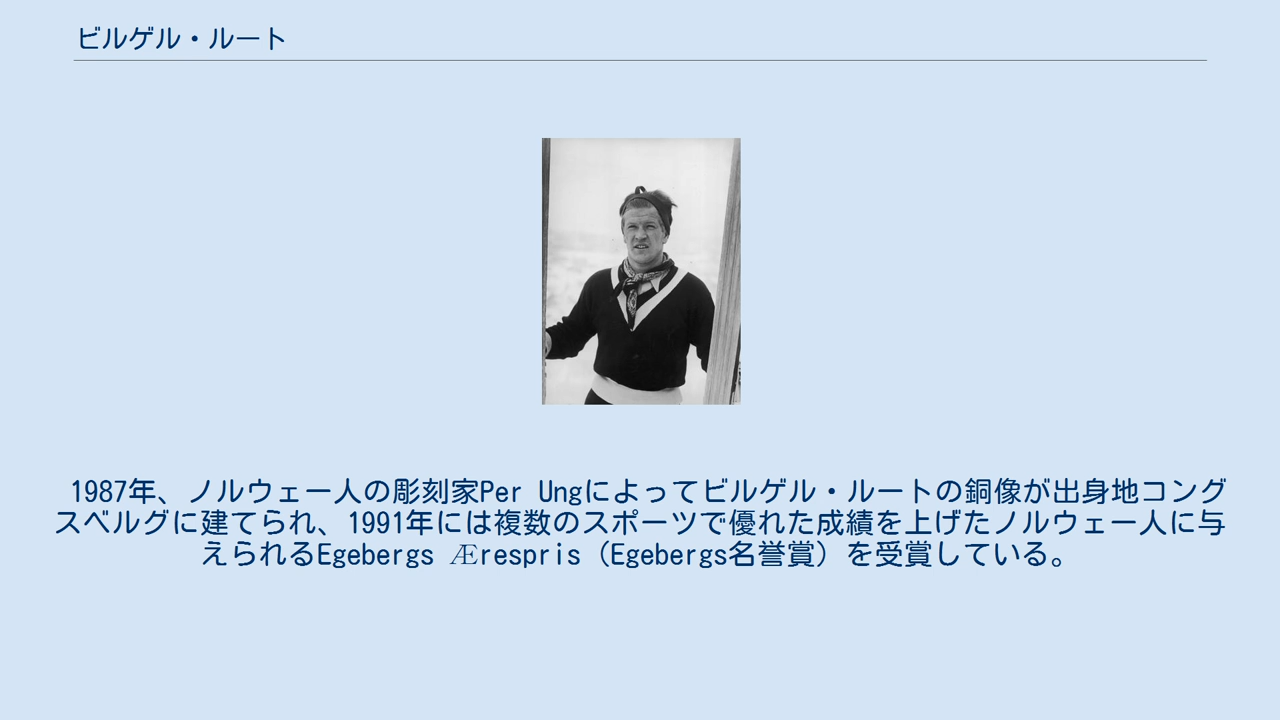 ビルゲル・ルート
1987年、ノルウェー人の彫刻家Per Ungによってビルゲル・ルートの銅像が出身地コング
スベルグに建てられ、1991年には複数のスポーツで優れた成績を上げたノルウェー人に与
えられるEgebergs Ærespris（Egebergs名誉賞）を受賞している。